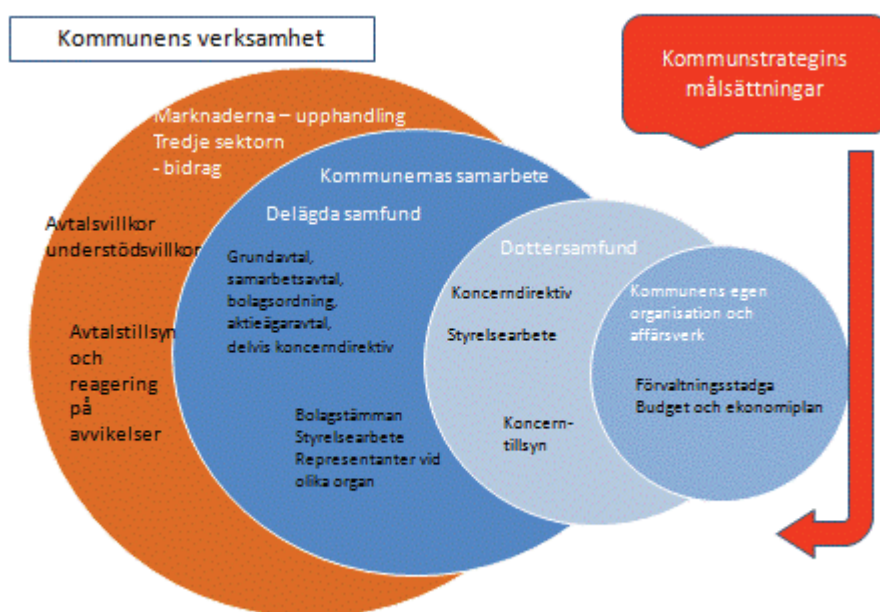 Kommunens verksamhet
Kommunstrategins
målsättningar
Marknaderna – upphandling
Tredje sektorn
- bidrag
Kommunernas samarbete
Delägda samfund
Dottersamfund
Avtalsvillkor
understödsvillkor
Grundavtal,
samarbetsavtal,
bolagsordning,
aktieägaravtal,
delvis koncerndirektiv
Koncerndirektiv
Styrelsearbete
Kommunens egen
organisation och
affärsverk
Avtalstillsyn
och
reagering
på
avvikelser
Förvaltningsstadga
Budget och ekonomiplan
Bolagstämman
Styrelsearbete
Representanter vid
olika organ
Koncern-
tillsyn